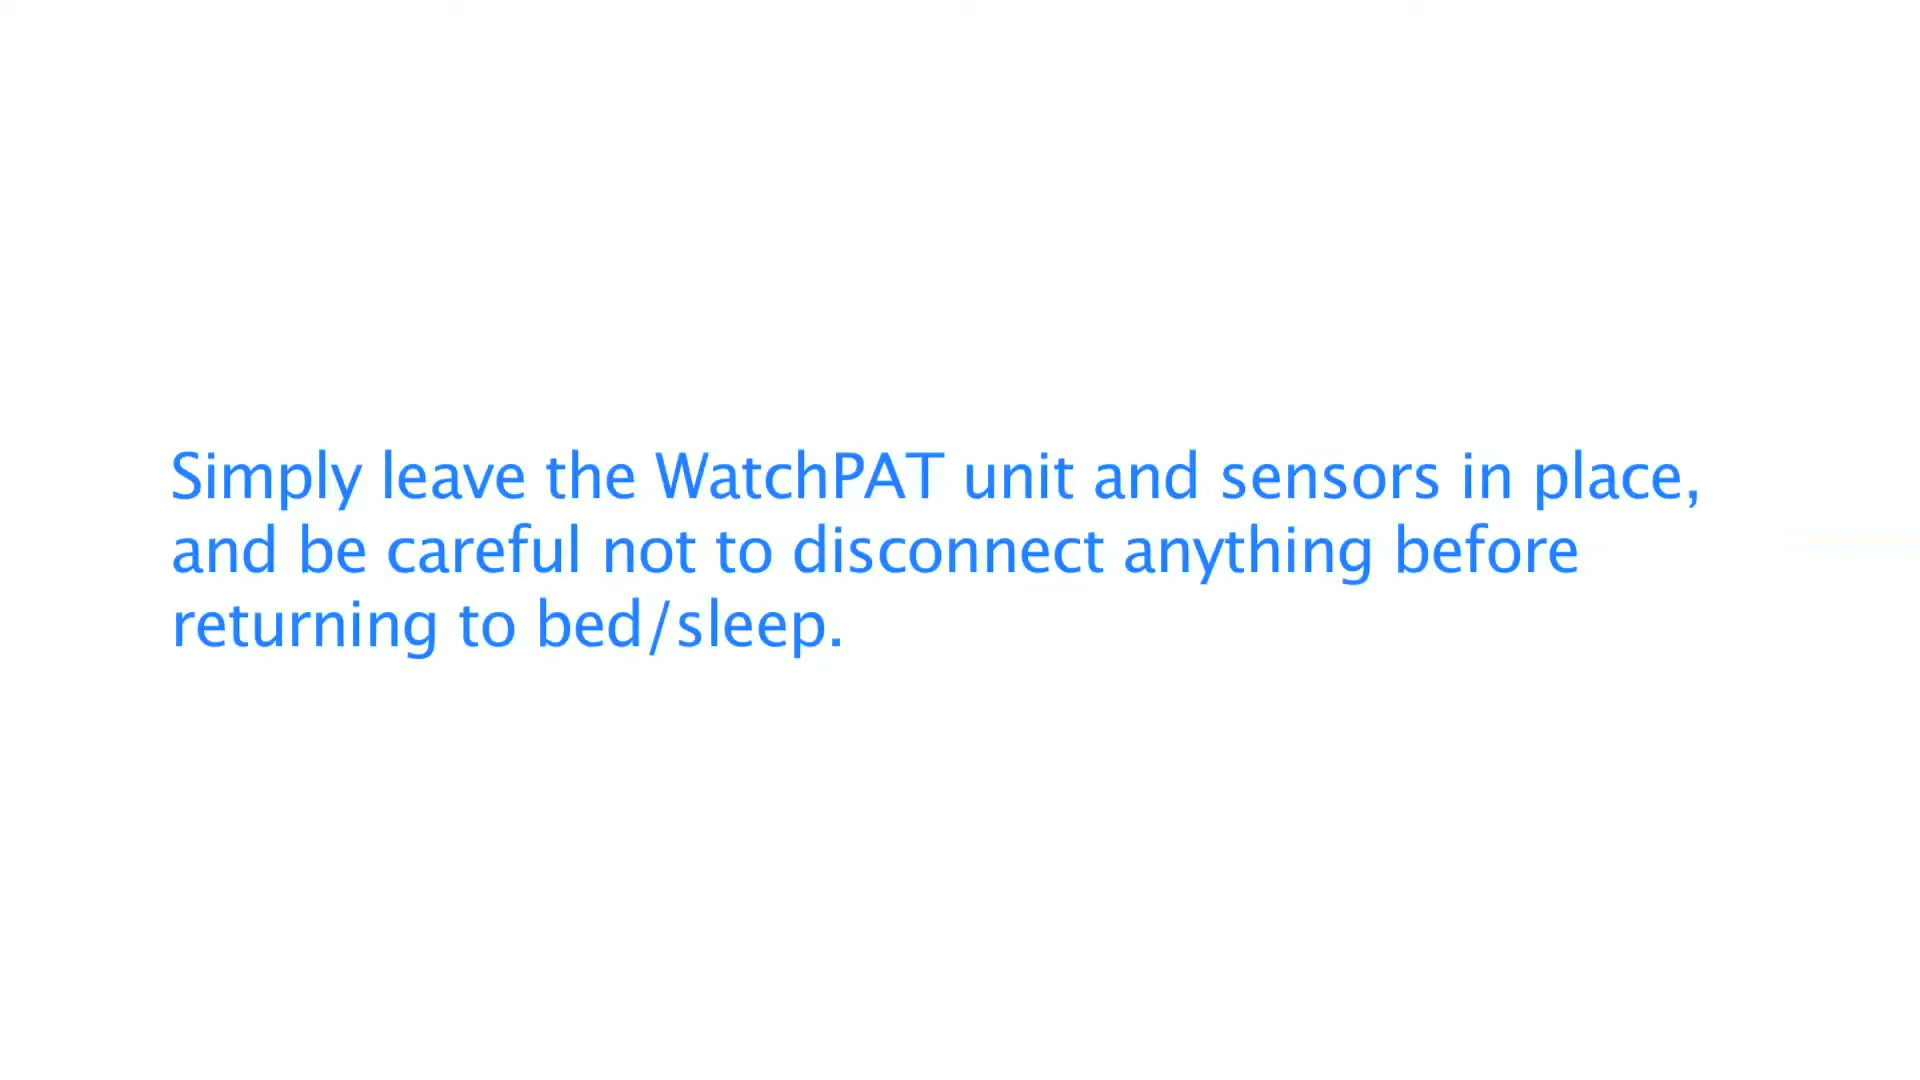 Simply leave the WatchPAT unit and sensors in place,
and be careful not to disconnect anything before
returning to bed/sleep.